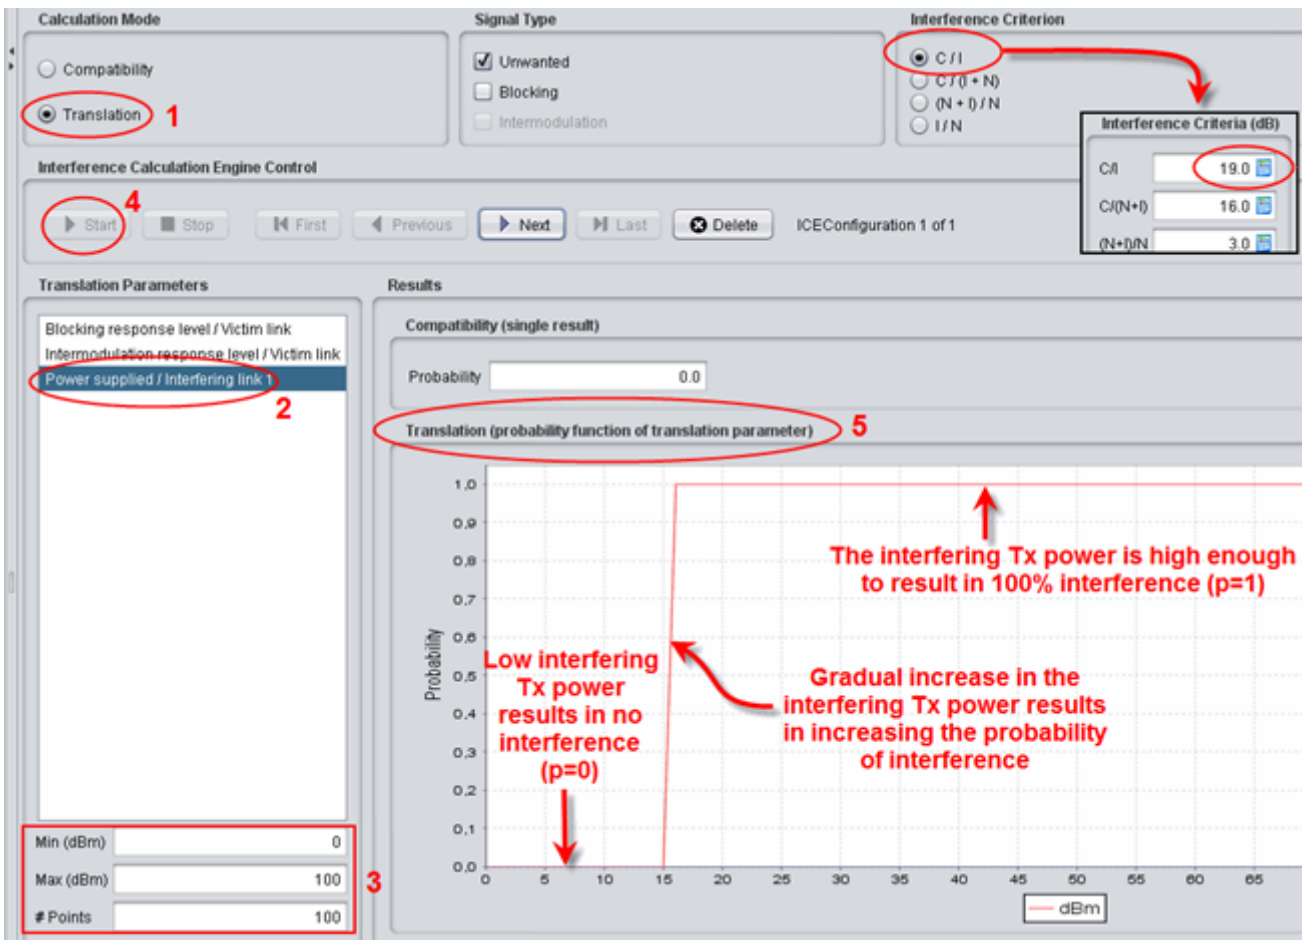 Calculation Mode
Compatibility
Translation
1
Signal Type
Unwanted
Blocking
Intermodulation
Interference Criterion
C / I
C / (I + N)
(N + I) / N
I / N
Interference Criteria (dB)
C/I 19.0
C/(N+I) 16.0
(N+I)/N 3.0
Interference Calculation Engine Control
4
Start Stop First Previous Next Last Delete ICEConfiguration 1 of 1
Translation Parameters
Blocking response level / Victim link
Intermodulation response level / Victim link
Power supplied / Interfering link 1
2
Min (dBm) 0
Max (dBm) 100
# Points 100
3
Results
Compatibility (single result)
Probability 0.0
Translation (probability function of translation parameter)
5
1,0
0,9
0,8
0,7
0,6
0,5
0,4
0,3
0,2
0,1
0,0
Probability
0 5 10 15 20 25 30 35 40 45 50 55 60 65
dBm
The interfering Tx power is high enough
to result in 100% interference (p=1)
Low interfering
Tx power
results in no
interference
(p=0)
Gradual increase in the
interfering Tx power results
in increasing the probability
of interference